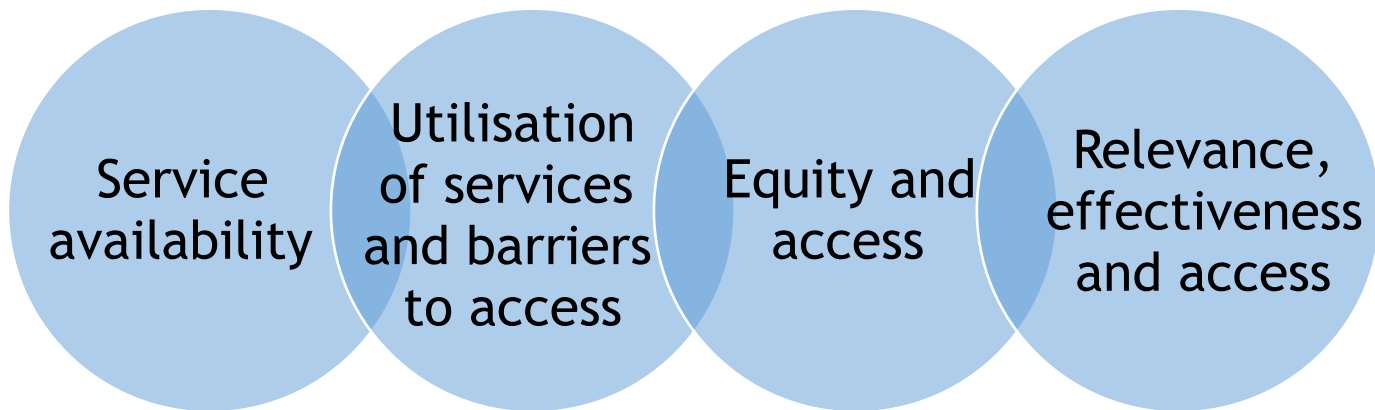 Service
availability
Utilisation
of services
and barriers
to access
Equity and
access
Relevance,
effectiveness
and access